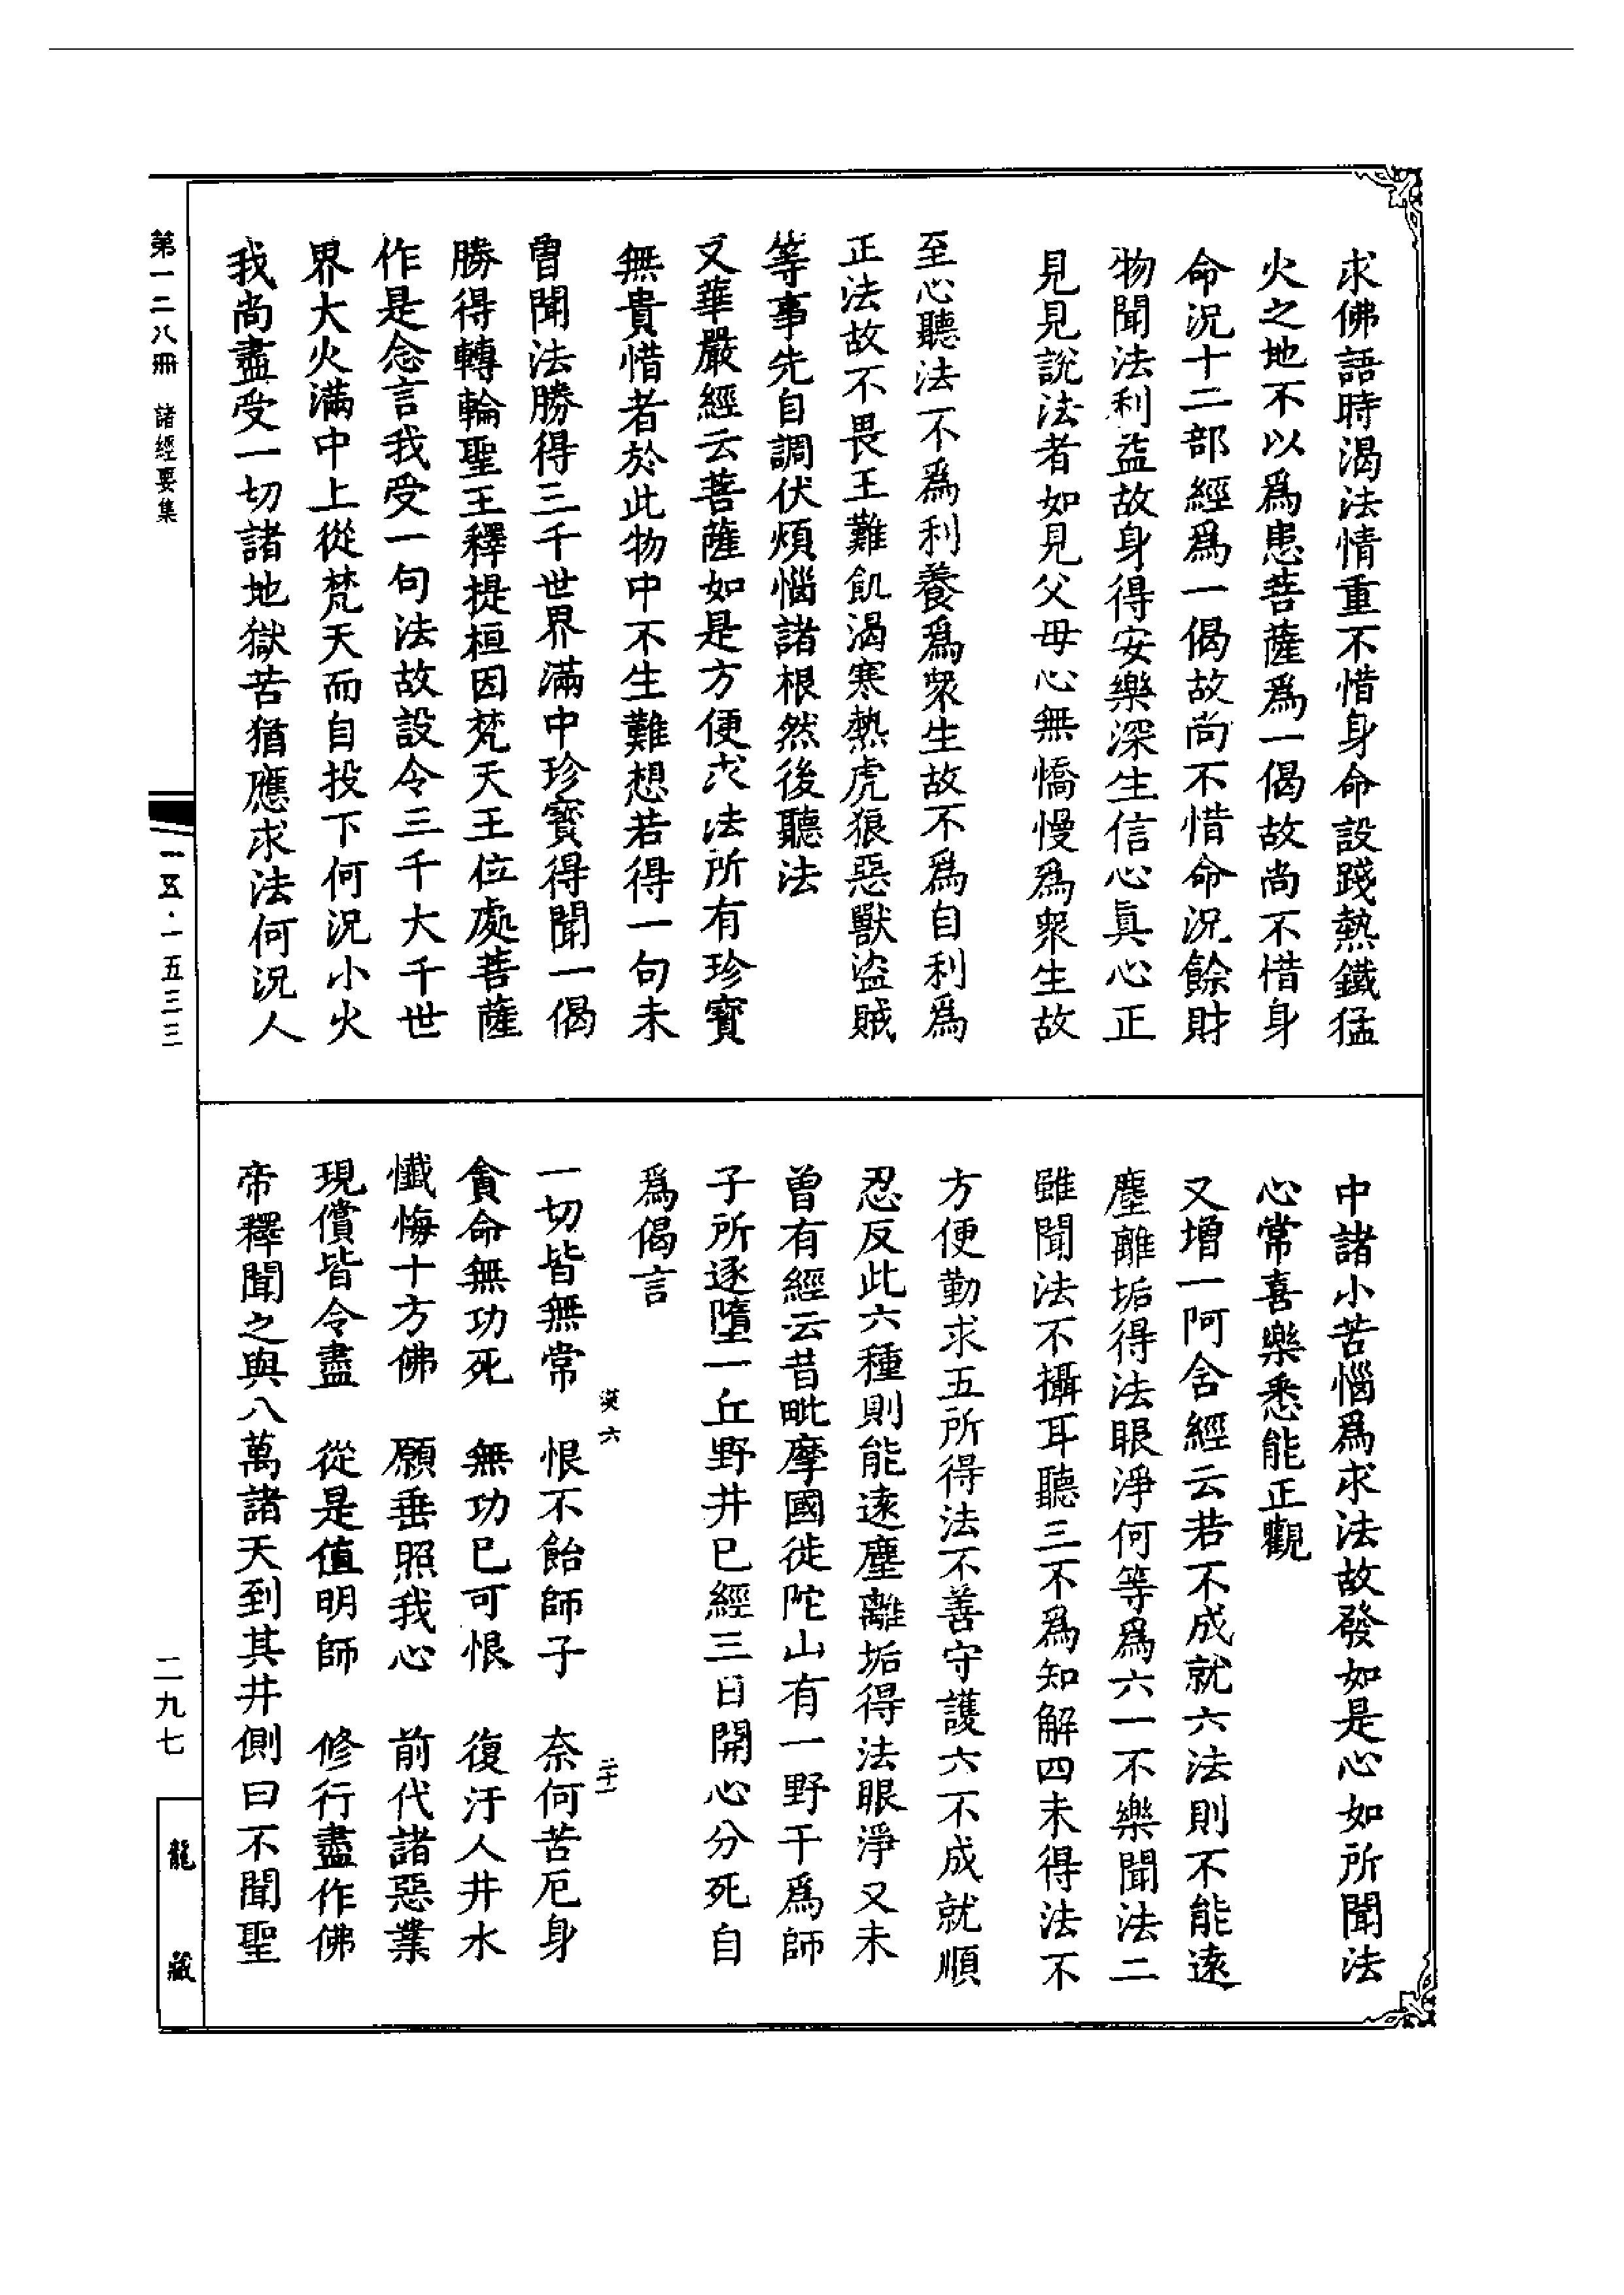 求佛語時渴法情重不惜身命設踐熱鐵猛
火之地不以爲患菩薩爲一偈故尚不惜身
命況十二部經爲一偈故尚不惜命況餘財
物聞法利益故身得安樂深生信心真心正
見見說法者如見父母心無憍慢爲衆生故
至心聽法不爲利養爲衆生故不爲自利爲
正法故不畏王難飢渴寒熱虎狼惡獸盜賊
等事先自調伏煩惱諸根然後聽法
又華嚴經云菩薩如是方便求法所有珍寶
無貴惜者於此物中不生難想若得一句未
曾聞法勝得三千世界滿中珍寶得聞一偈
勝得轉輪聖王釋提桓因梵天王位處菩薩
作是念言我受一句法故設令三千大千世
界大火滿中上從梵天而自投下何況小火
我尚盡受一切諸地獄苦猶應求法何況人
中諸小苦惱爲求法故發如是心如所聞法
心常喜樂悉能正觀
又增一阿含經云若不成就六法則不能遠
塵離垢得法眼淨何等爲六一不樂聞法二
雖聞法不攝耳聽三不爲知解四未得法不
方便勤求五所得法不善守護六不成就順
忍反此六種則能遠塵離垢得法眼淨又未
曾有經云昔毗摩國徙陀山有一野干爲師
子所逐墮一丘野井已經三日開心分死自
爲偈言
漢六 二十一
一切皆無常 恨不飴師子 奈何苦厄身
貪命無功死 無功已可恨 復汙人井水
懺悔十方佛 願垂照我心 前代諸惡業
現償皆令盡 從是值明師 修行盡作佛
帝釋聞之與八萬諸天到其井側曰不聞聖
第一二八冊 諸經要集
一一五·一五三三
二九七
龍藏